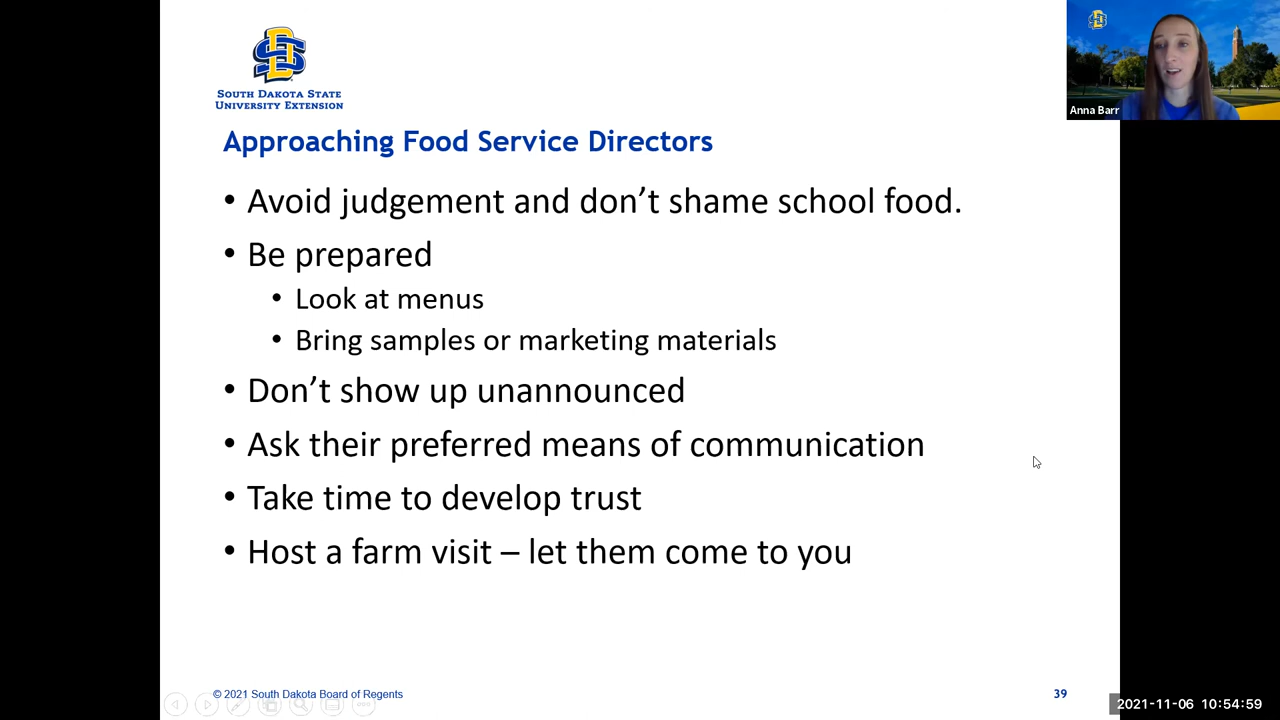 SOUTH DAKOTA STATE
UNIVERSITY EXTENSION
Anna Barr
Approaching Food Service Directors
• Avoid judgement and don’t shame school food.
• Be prepared
• Look at menus
• Bring samples or marketing materials
• Don’t show up unannounced
• Ask their preferred means of communication
• Take time to develop trust
• Host a farm visit – let them come to you
© 2021 South Dakota Board of Regents
39
2021-11-06 10:54:59